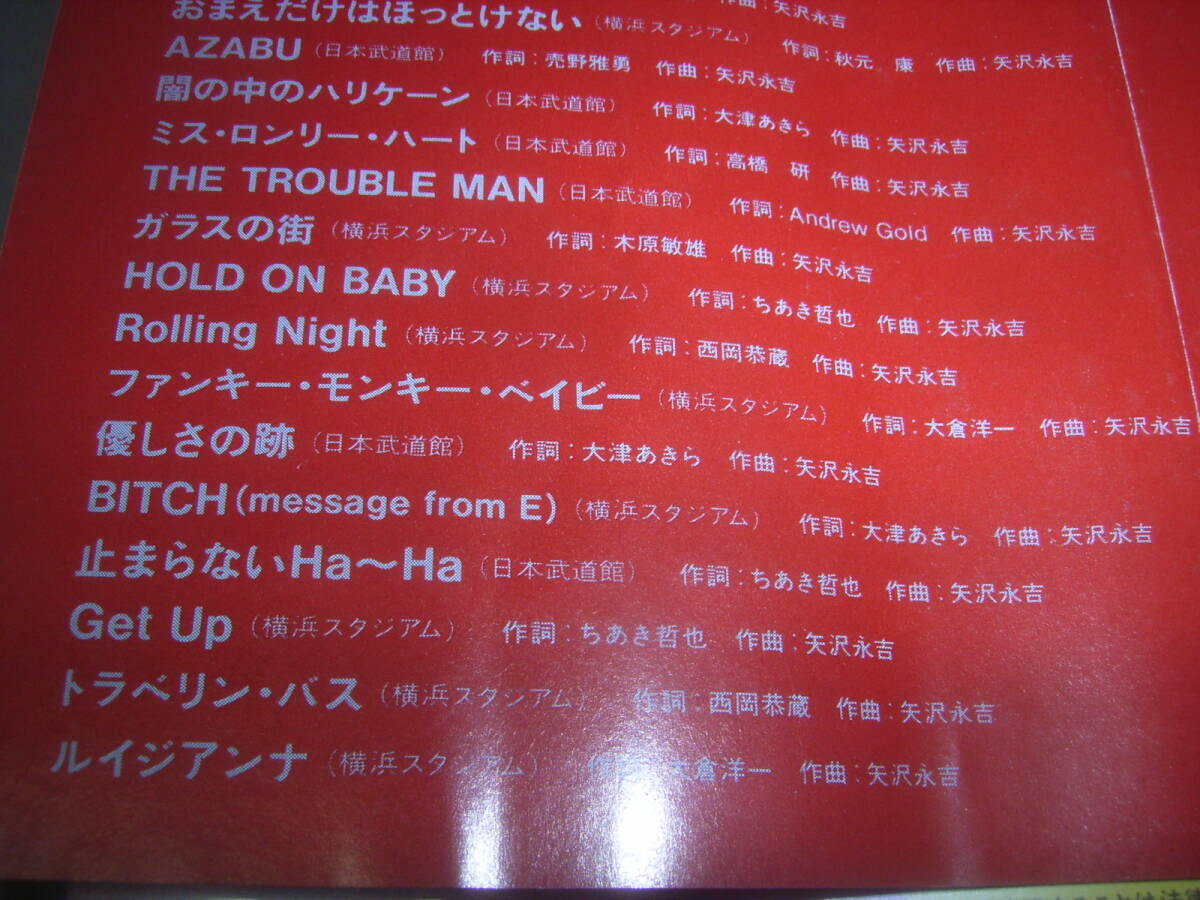 作曲：矢沢永吉
おまえだけはほっとけない（横浜スタジアム） 作詞：秋元 康 作曲：矢沢永吉
AZABU（日本武道館） 作詞：売野雅勇 作曲：矢沢永吉
闇の中のハリケーン（日本武道館） 作詞：大津あきら 作曲：矢沢永吉
ミス・ロンリー・ハート（日本武道館） 作詞：高橋 研 作曲：矢沢永吉
THE TROUBLE MAN（日本武道館） 作詞：Andrew Gold 作曲：矢沢永吉
ガラスの街（横浜スタジアム） 作詞：木原敏雄 作曲：矢沢永吉
HOLD ON BABY（横浜スタジアム） 作詞：ちあき哲也 作曲：矢沢永吉
Rolling Night（横浜スタジアム） 作詞：西岡恭蔵 作曲：矢沢永吉
ファンキー・モンキー・ベイビー（横浜スタジアム） 作詞：大倉洋一 作曲：矢沢永吉
優しさの跡（日本武道館） 作詞：大津あきら 作曲：矢沢永吉
BITCH(message from E)（横浜スタジアム） 作詞：大津あきら 作曲：矢沢永吉
止まらないHa〜Ha（日本武道館） 作詞：ちあき哲也 作曲：矢沢永吉
Get Up（横浜スタジアム） 作詞：ちあき哲也 作曲：矢沢永吉
トラベリン・バス（横浜スタジアム） 作詞：西岡恭蔵 作曲：矢沢永吉
ルイジアンナ（横浜スタジアム） 作詞：大倉洋一 作曲：矢沢永吉